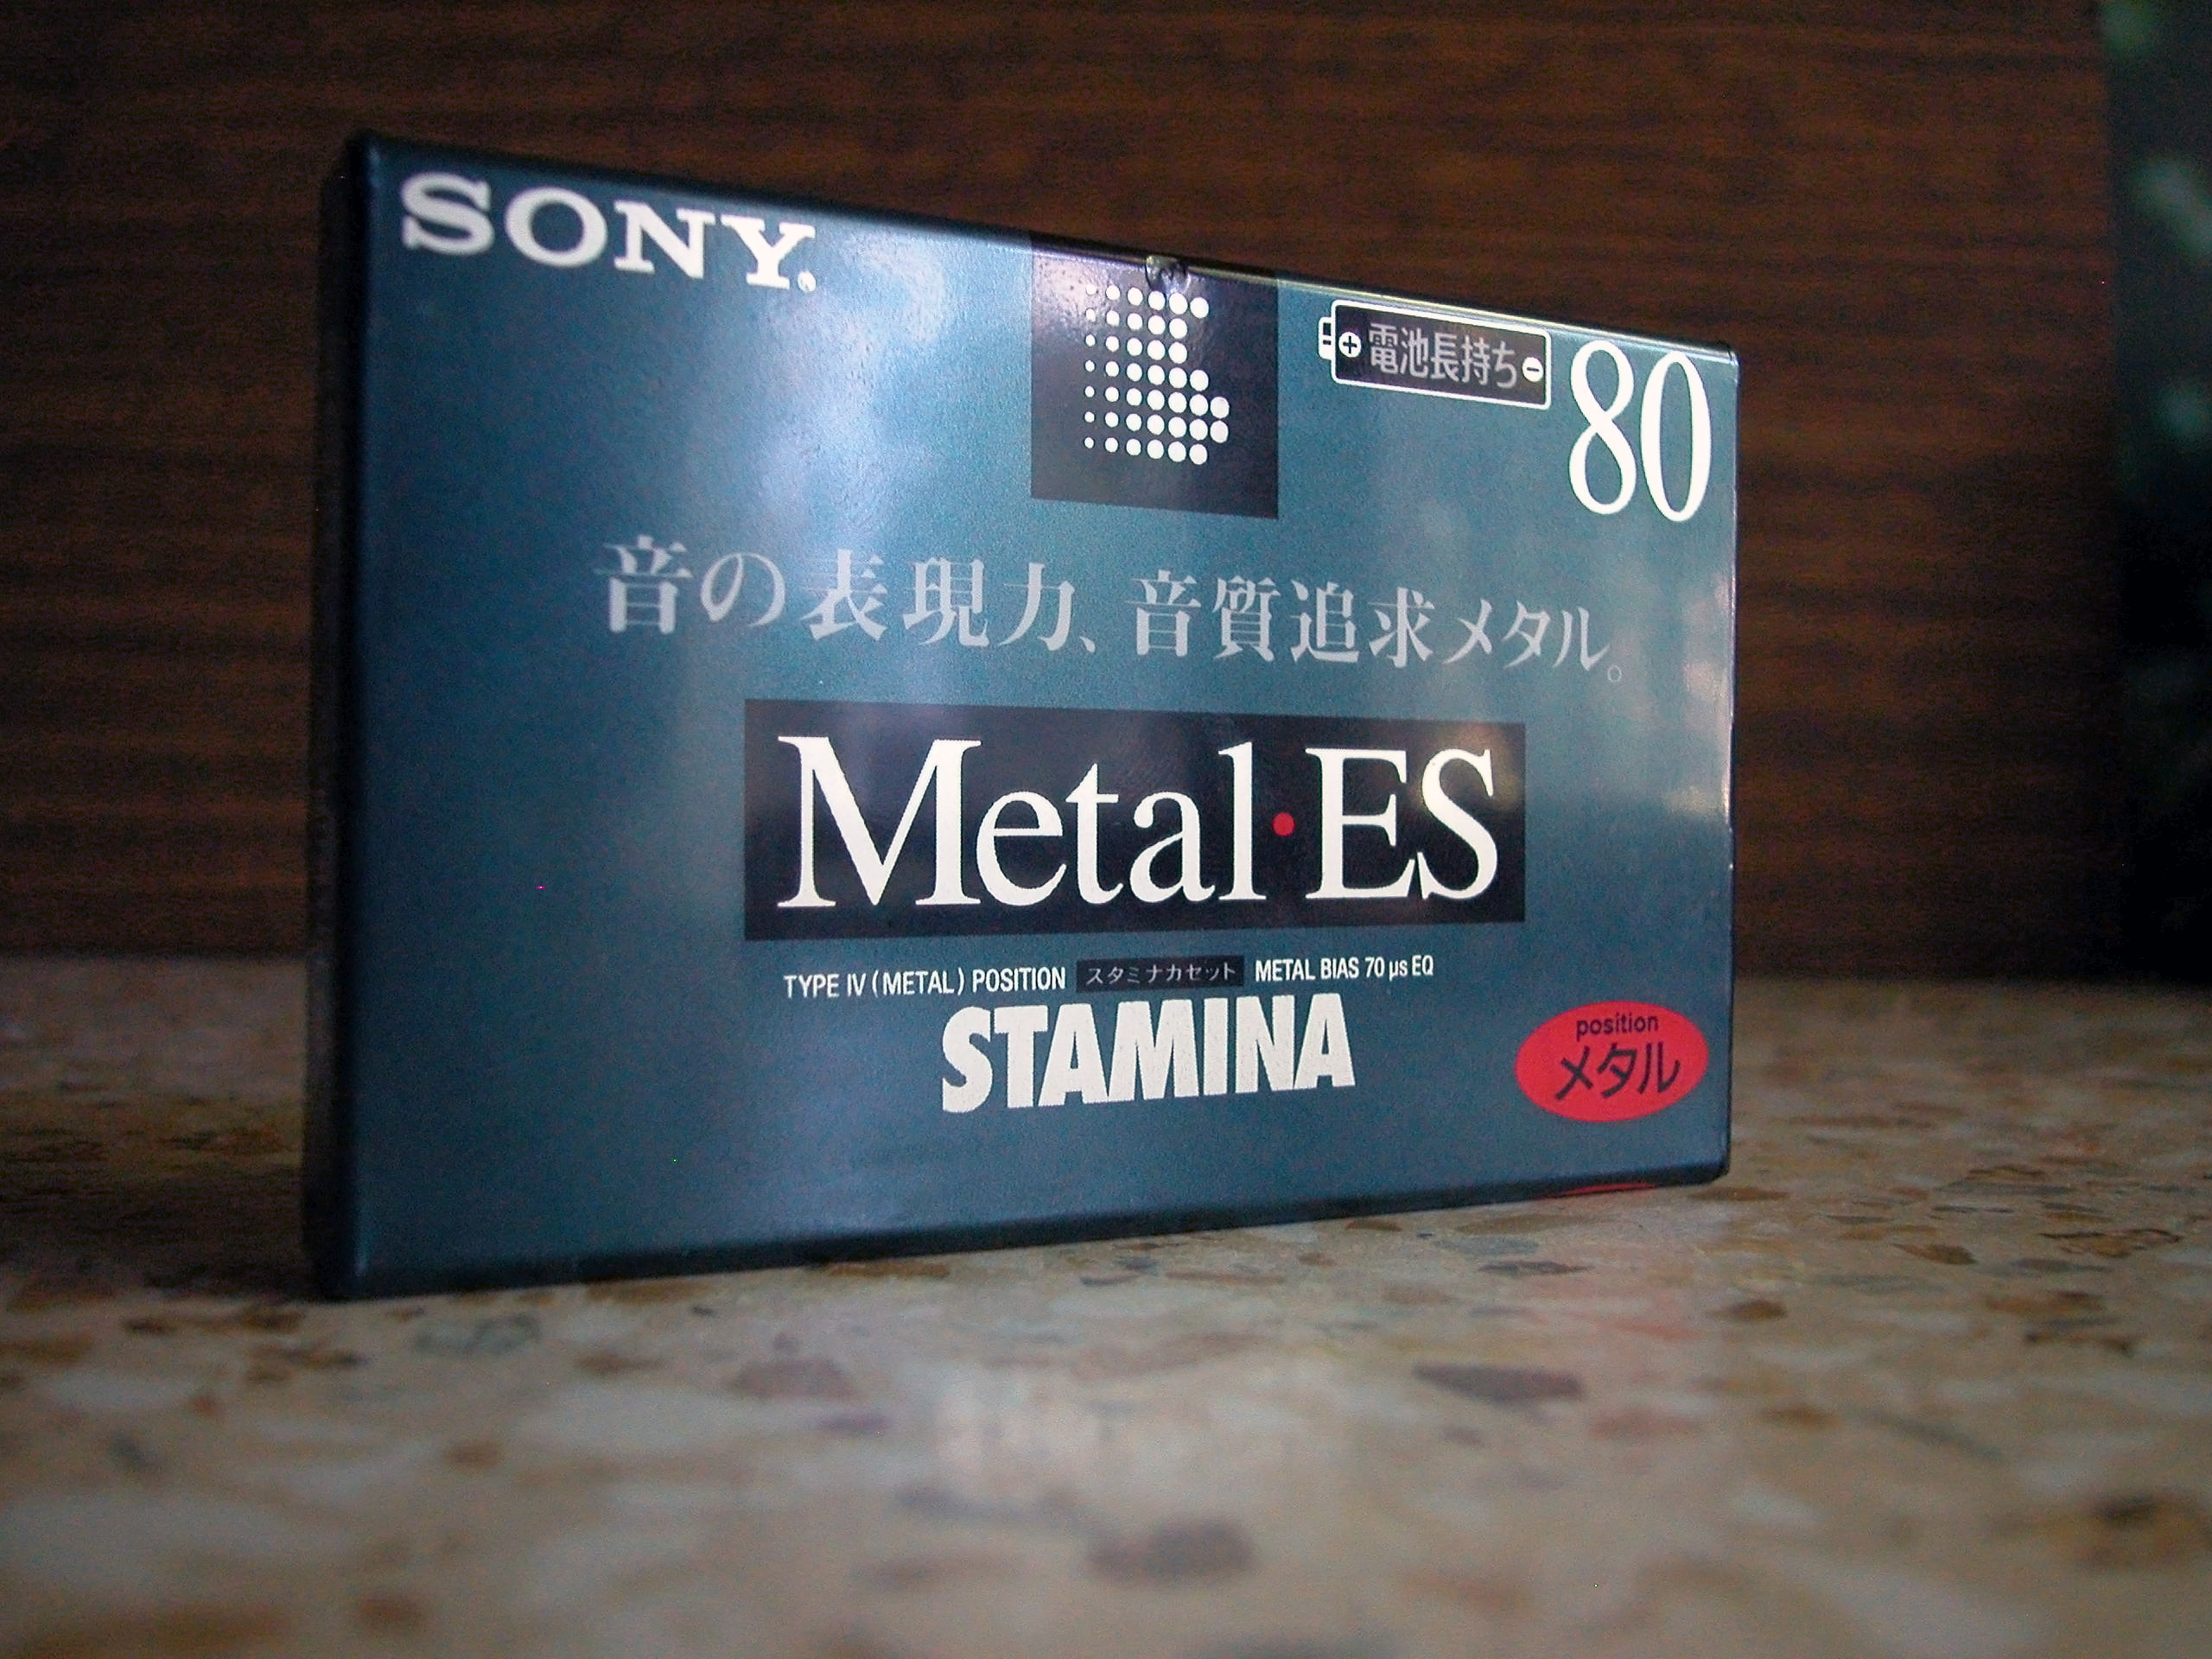 SONY.
電池長持ち
80
音の表現力、音質追求メタル。
Metal·ES
TYPE IV (METAL) POSITION スタミナカセット METAL BIAS 70 μs EQ
STAMINA
position
メタル